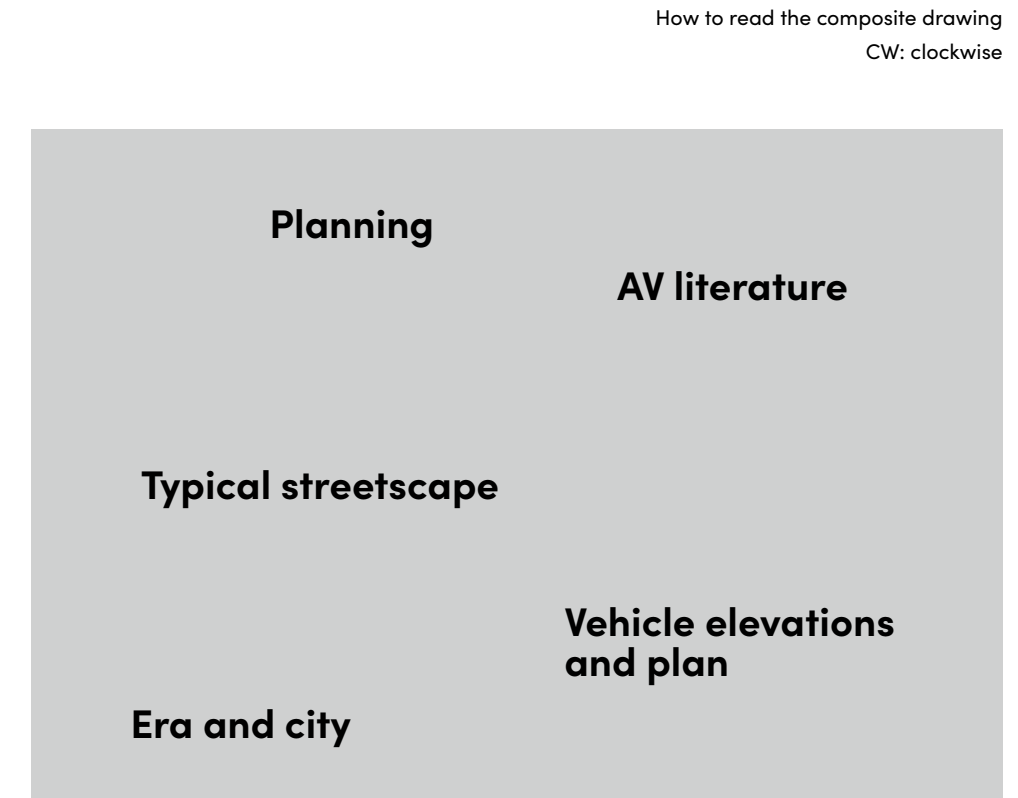 How to read the composite drawing
CW: clockwise
Planning
AV literature
Typical streetscape
Vehicle elevations
and plan
Era and city